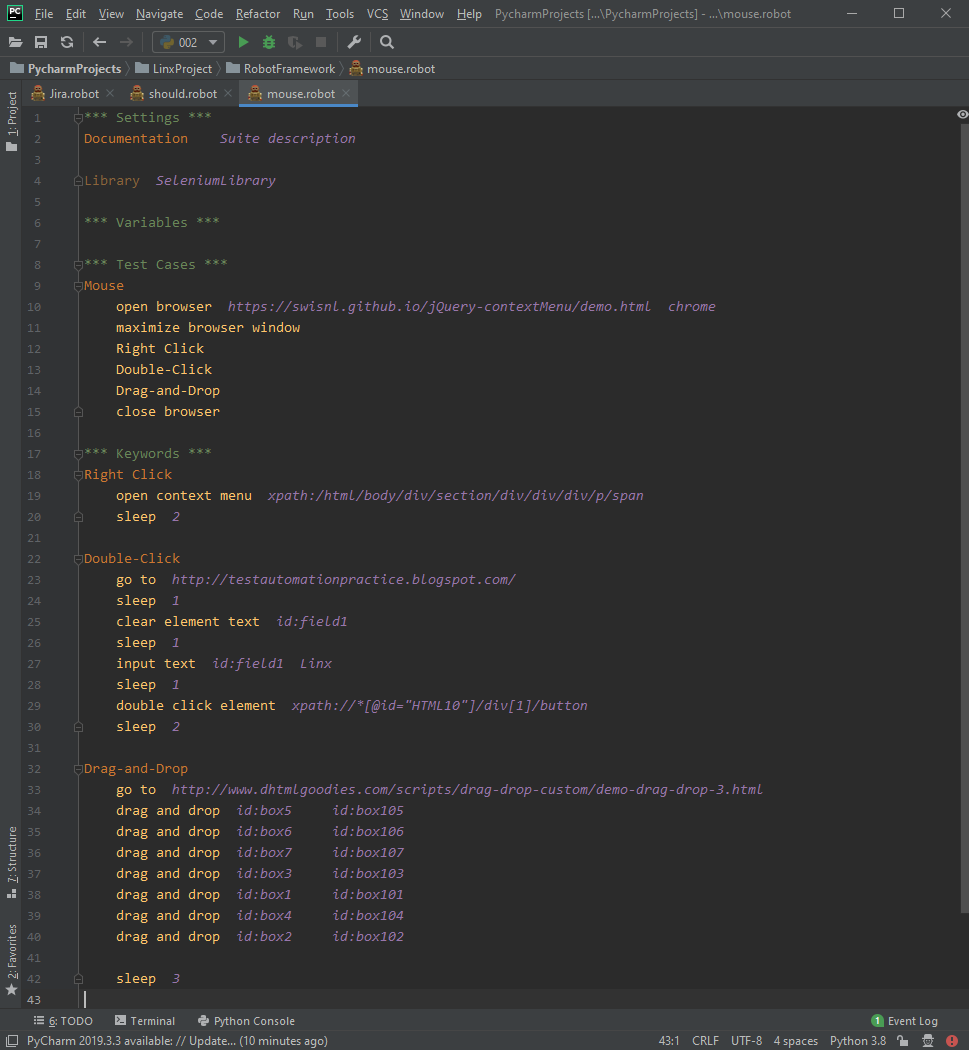 PC File Edit View Navigate Code Refactor Run Tools VCS Window Help PycharmProjects [...\PycharmProjects] - ...\mouse.robot
002
PycharmProjects LinxProject RobotFramework mouse.robot
Jira.robot should.robot mouse.robot
1: Project
1 *** Settings ***
2 Documentation Suite description
3
4 Library SeleniumLibrary
5
6 *** Variables ***
7
8 *** Test Cases ***
9 Mouse
10 open browser https://swisnl.github.io/jQuery-contextMenu/demo.html chrome
11 maximize browser window
12 Right Click
13 Double-Click
14 Drag-and-Drop
15 close browser
16
17 *** Keywords ***
18 Right Click
19 open context menu xpath:/html/body/div/section/div/div/div/p/span
20 sleep 2
21
22 Double-Click
23 go to http://testautomationpractice.blogspot.com/
24 sleep 1
25 clear element text id:field1
26 sleep 1
27 input text id:field1 Linx
28 sleep 1
29 double click element xpath://*[@id="HTML10"]/div[1]/button
30 sleep 2
31
32 Drag-and-Drop
33 go to http://www.dhtmlgoodies.com/scripts/drag-drop-custom/demo-drag-drop-3.html
34 drag and drop id:box5 id:box105
35 drag and drop id:box6 id:box106
36 drag and drop id:box7 id:box107
37 drag and drop id:box3 id:box103
38 drag and drop id:box1 id:box101
39 drag and drop id:box4 id:box104
40 drag and drop id:box2 id:box102
41
42 sleep 3
43
7: Structure
2: Favorites
6: TODO Terminal Python Console 1 Event Log
PyCharm 2019.3.3 available: // Update... (10 minutes ago) 43:1 CRLF UTF-8 4 spaces Python 3.8